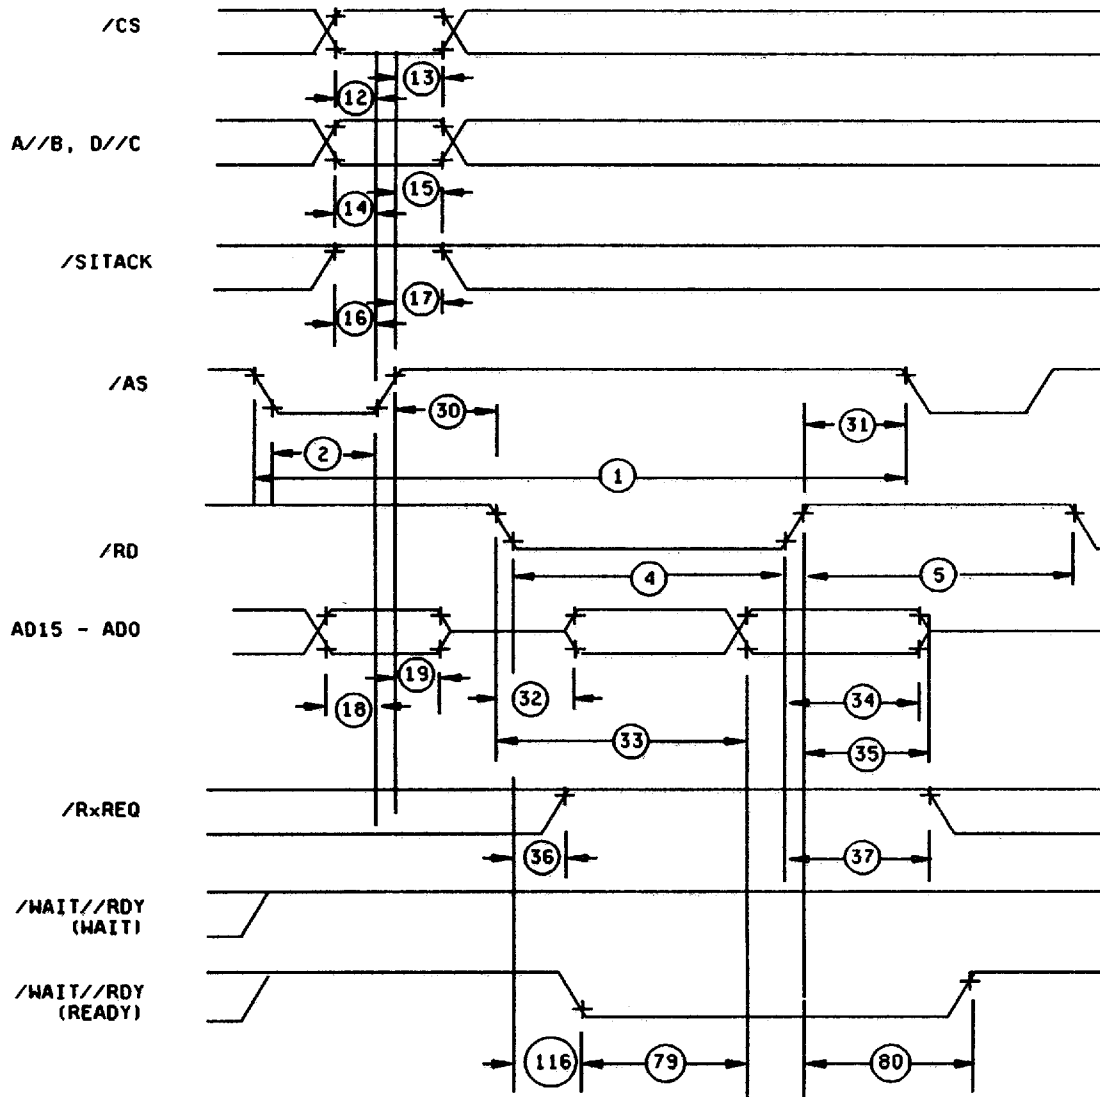 /CS
13
12
A//B, D//C
15
14
/SITACK
17
16
/AS
30
31
2
1
/RD
4
5
AD15 - AD0
19
32
18
34
33
35
/RxREQ
36
37
/WAIT//RDY
(WAIT)
/WAIT//RDY
(READY)
116
79
80